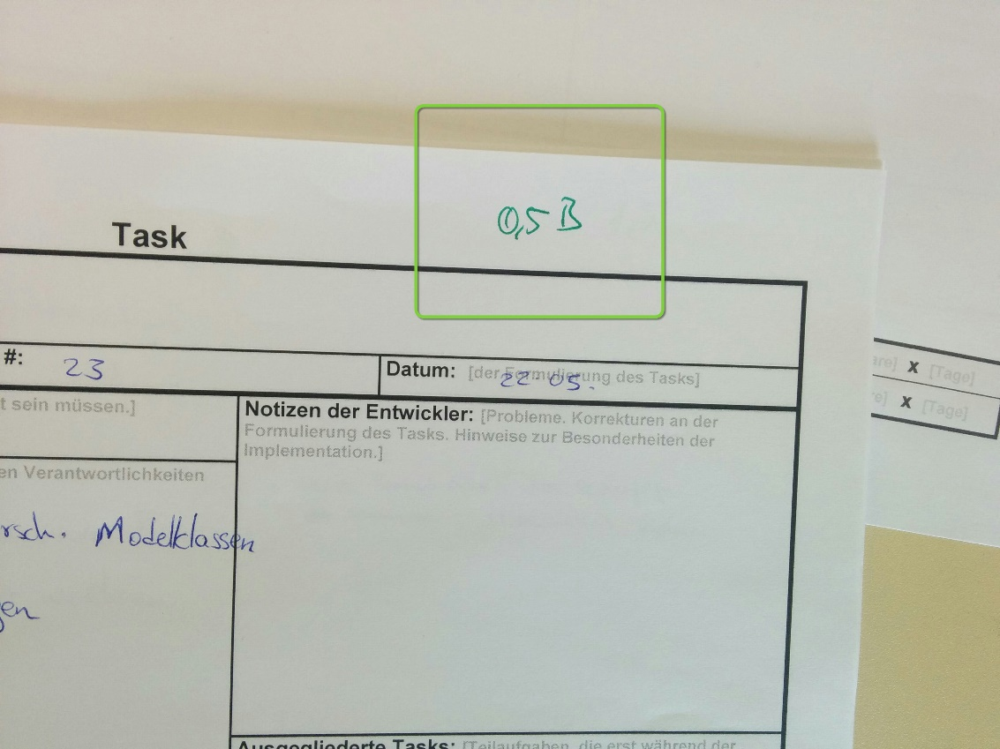 0,5 B
Task
#: 23
Datum: [der Formulierung des Tasks] 22.05.
t sein müssen.]
Notizen der Entwickler: [Probleme. Korrekturen an der
Formulierung des Tasks. Hinweise zur Besonderheiten der
Implementation.]
en Verantwortlichkeiten
rsch. Modelklassen
gen
Ausgegliederte Tasks: [Teilaufgaben, die erst während der
are] x [Tage]
re] x [Tage]